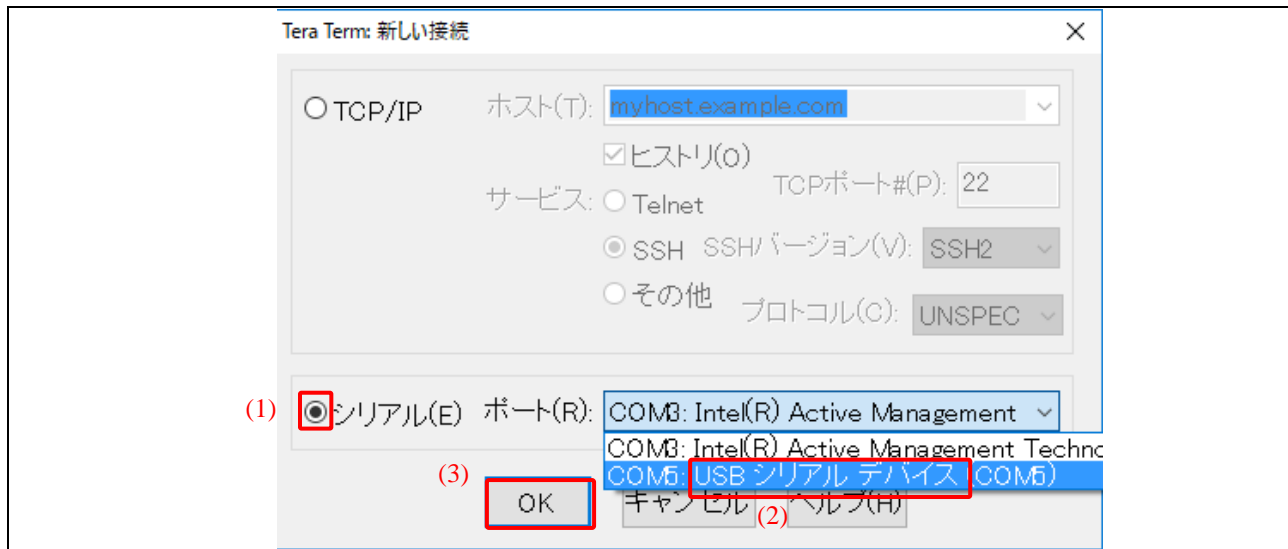 Tera Term: 新しい接続
TCP/IP ホスト(T): myhost.example.com
ヒストリ(O)
サービス: Telnet TCPポート#(P): 22
SSH SSHバージョン(V): SSH2
その他 プロトコル(C): UNSPEC
(1) シリアル(E) ポート(R): COM3: Intel(R) Active Management
COM3: Intel(R) Active Management Techno
COM5: USB シリアル デバイス (COM5)
(3) OK キャンセル (2) ヘルプ(H)